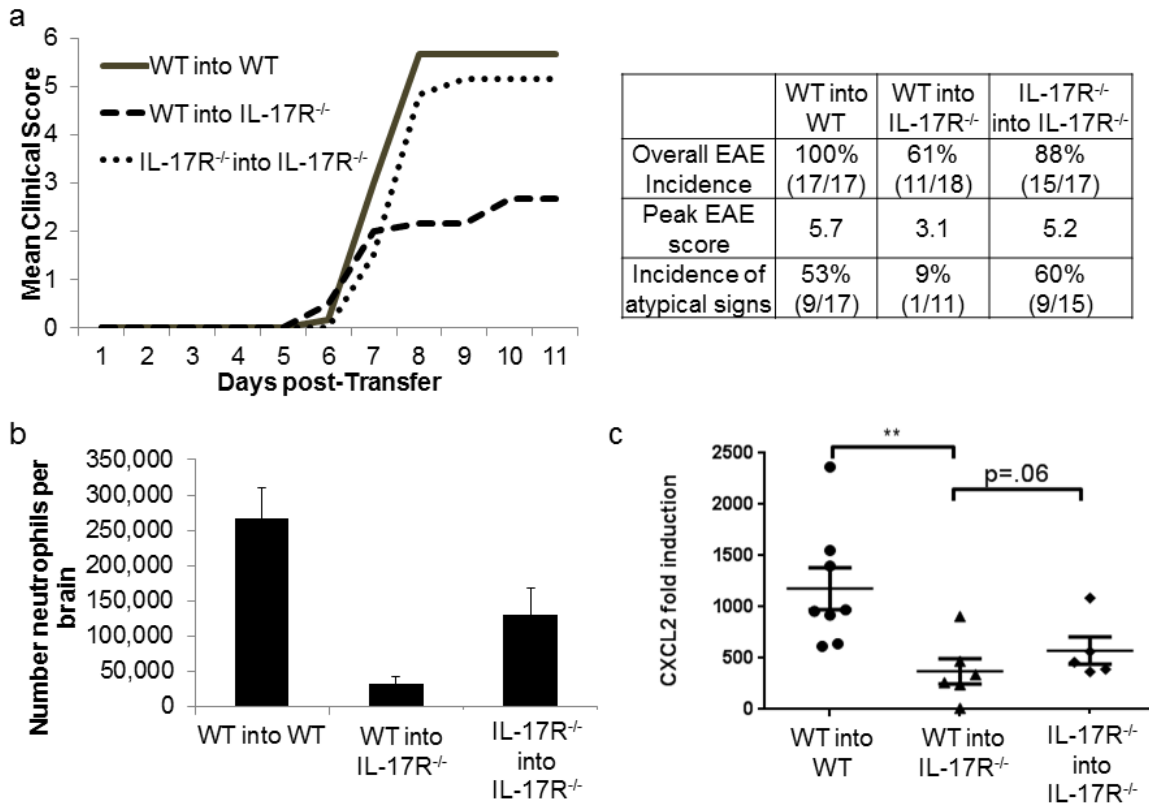 a
Mean Clinical Score
6
5
4
3
2
1
0
WT into WT
WT into IL-17R-/-
IL-17R-/- into IL-17R-/-
1 2 3 4 5 6 7 8 9 10 11
Days post-Transfer
WT into WT
WT into IL-17R-/-
IL-17R-/- into IL-17R-/-
Overall EAE Incidence
100% (17/17)
61% (11/18)
88% (15/17)
Peak EAE score
5.7
3.1
5.2
Incidence of atypical signs
53% (9/17)
9% (1/11)
60% (9/15)
b
Number neutrophils per brain
350,000
300,000
250,000
200,000
150,000
100,000
50,000
0
WT into WT
WT into IL-17R-/-
IL-17R-/- into IL-17R-/-
c
CXCL2 fold induction
2500
2000
1500
1000
500
0
**
p=.06
WT into WT
WT into IL-17R-/-
IL-17R-/- into IL-17R-/-